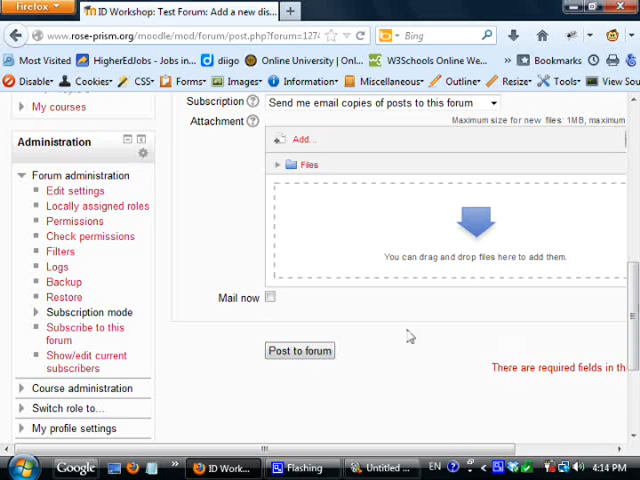 Firefox
ID Workshop: Test Forum: Add a new dis...
www.rose-prism.org/moodle/mod/forum/post.php?forum=1274
Bing
Most Visited
HigherEdJobs - Jobs in...
diigo
Online University | Onl...
W3Schools Online We...
Bookmarks
Disable
Cookies
CSS
Forms
Images
Information
Miscellaneous
Outline
Resize
Tools
View Sou
My courses
Subscription
Send me email copies of posts to this forum
Attachment
Maximum size for new files: 1MB, maximum
Add...
Files
You can drag and drop files here to add them.
Mail now
Post to forum
There are required fields in th
Administration
Forum administration
Edit settings
Locally assigned roles
Permissions
Check permissions
Filters
Logs
Backup
Restore
Subscription mode
Subscribe to this
forum
Show/edit current
subscribers
Course administration
Switch role to...
My profile settings
Google
ID Work...
Flashing
Untitled ...
EN
4:14 PM